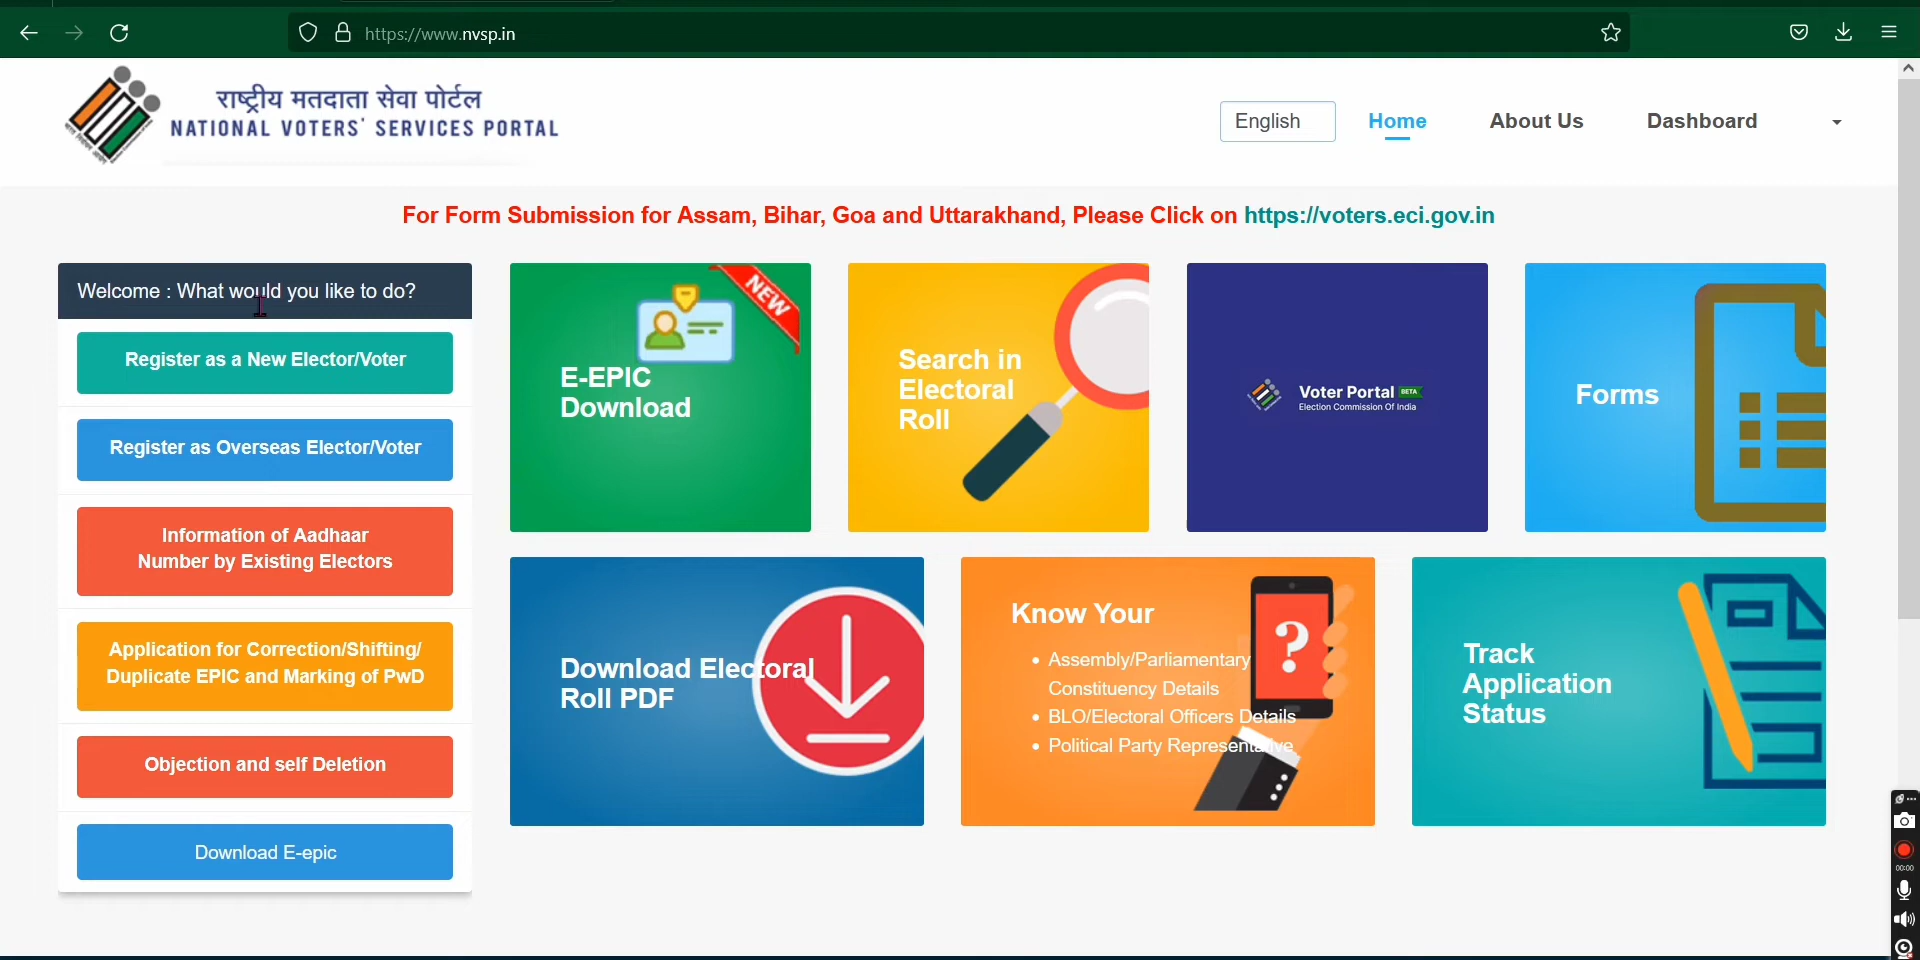 https://www.nvsp.in
राष्ट्रीय मतदाता सेवा पोर्टल
NATIONAL VOTERS' SERVICES PORTAL
English
Home
About Us
Dashboard
For Form Submission for Assam, Bihar, Goa and Uttarakhand, Please Click on https://voters.eci.gov.in
Welcome : What would you like to do?
Register as a New Elector/Voter
Register as Overseas Elector/Voter
Information of Aadhaar
Number by Existing Electors
Application for Correction/Shifting/
Duplicate EPIC and Marking of PwD
Objection and self Deletion
Download E-epic
NEW
E-EPIC
Download
Search in
Electoral
Roll
Voter Portal BETA
Election Commission Of India
Forms
Download Electoral
Roll PDF
Know Your
• Assembly/Parliamentary
Constituency Details
• BLO/Electoral Officers Details
• Political Party Representative
?
Track
Application
Status
00:00